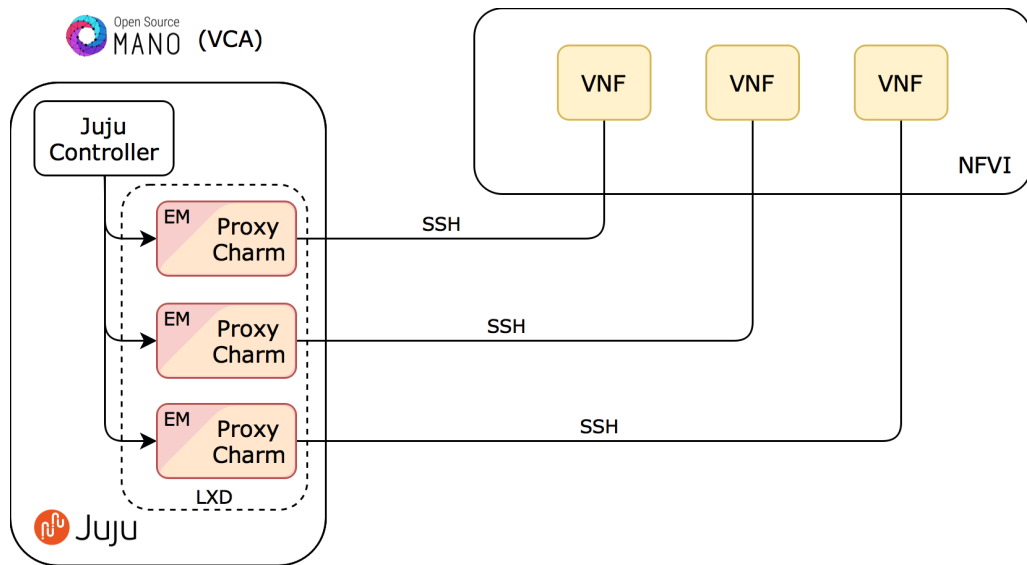 Open Source
MANO
(VCA)
Juju
Controller
EM
Proxy
Charm
EM
Proxy
Charm
EM
Proxy
Charm
LXD
Juju
SSH
SSH
SSH
VNF
VNF
VNF
NFVI